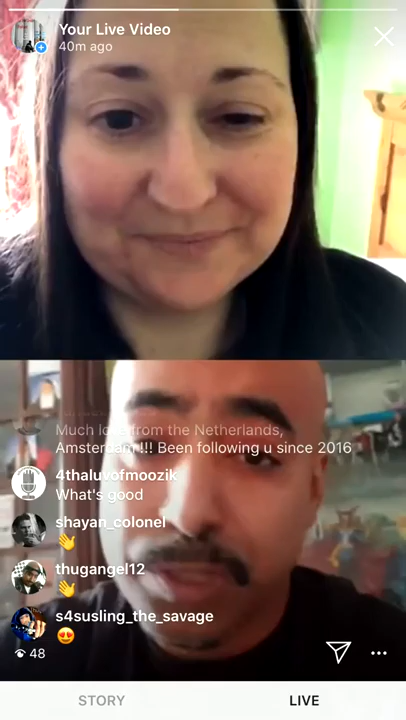 Your Live Video
40m ago
Much love from the Netherlands,
Amsterdam !!! Been following u since 2016
4thaluvofmoozik
What's good
shayan_colonel
👋
thugangel12
👋
s4susling_the_savage
😍
48
STORY
LIVE